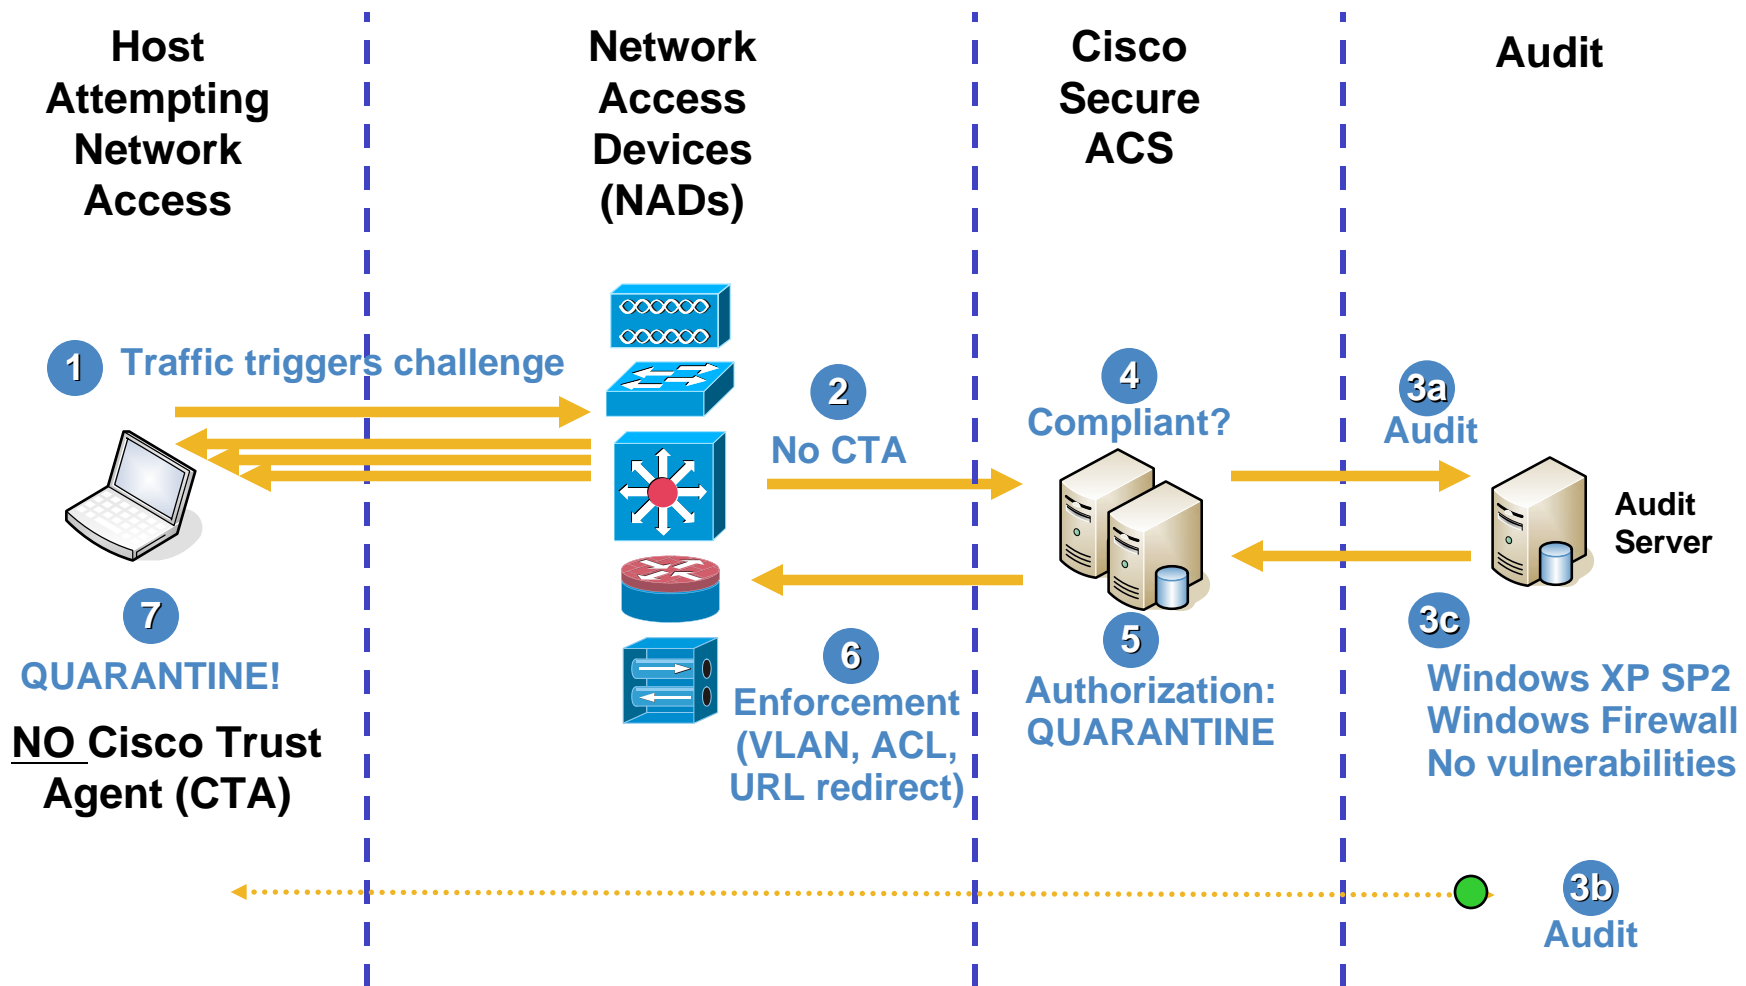 Host
Attempting
Network
Access
Network
Access
Devices
(NADs)
Cisco
Secure
ACS
Audit
1 Traffic triggers challenge
2
No CTA
4
Compliant?
3a
Audit
Audit
Server
7
QUARANTINE!
NO Cisco Trust
Agent (CTA)
6
Enforcement
(VLAN, ACL,
URL redirect)
5
Authorization:
QUARANTINE
3c
Windows XP SP2
Windows Firewall
No vulnerabilities
3b
Audit